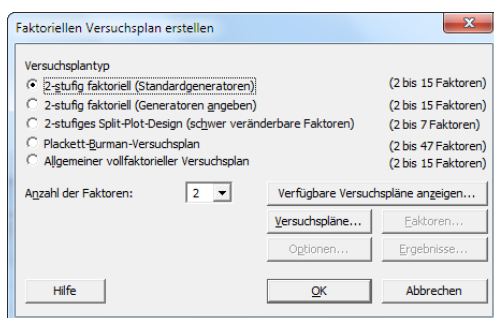 Faktoriellen Versuchsplan erstellen
Versuchsplantyp
2-stufig faktoriell (Standardgeneratoren) (2 bis 15 Faktoren)
2-stufig faktoriell (Generatoren angeben) (2 bis 15 Faktoren)
2-stufiges Split-Plot-Design (schwer veränderbare Faktoren) (2 bis 7 Faktoren)
Plackett-Burman-Versuchsplan (2 bis 47 Faktoren)
Allgemeiner vollfaktorieller Versuchsplan (2 bis 15 Faktoren)
Anzahl der Faktoren: 2 Verfügbare Versuchspläne anzeigen...
Versuchspläne... Faktoren...
Optionen... Ergebnisse...
Hilfe OK Abbrechen